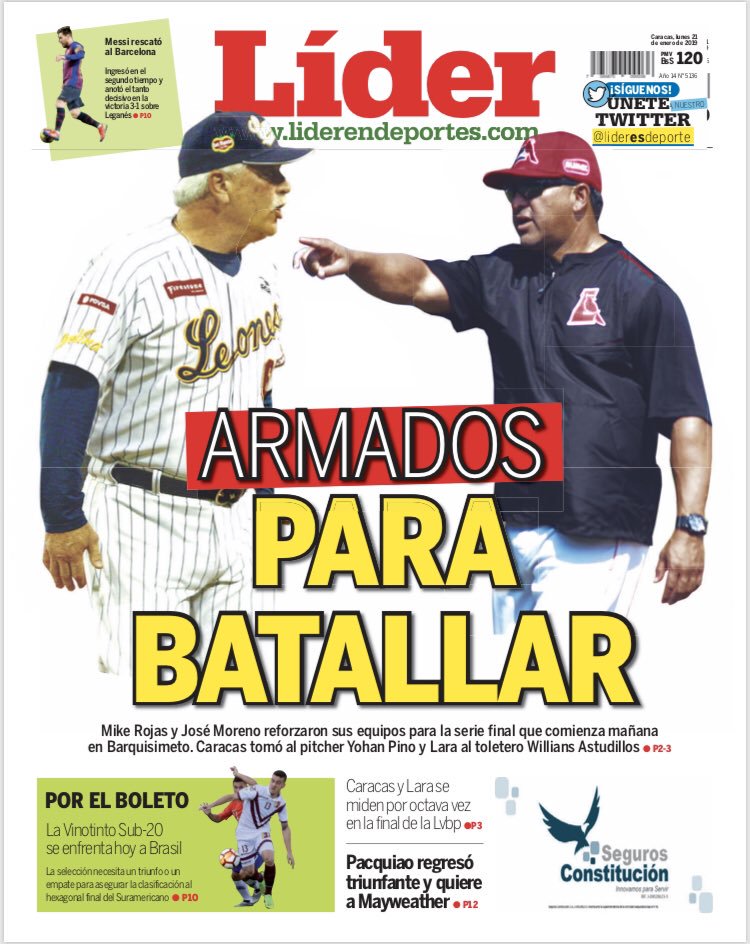 Messi rescató
al Barcelona
Ingresó en el
segundo tiempo y
anotó el tanto
decisivo en la
victoria 3-1 sobre
Leganés ● P10
Líder
www.liderendeportes.com
Caracas, lunes 21
de enero de 2019
PMV
BsS 120
Año 14 N° 5136
¡SÍGUENOS!
ÚNETE
NUESTRO
TWITTER
@lideresdeporte
PDVSA
FIRESTONE
Leones
ARMADOS
PARA
BATALLAR
Mike Rojas y José Moreno reforzaron sus equipos para la serie final que comienza mañana
en Barquisimeto. Caracas tomó al pitcher Yohan Pino y Lara al toletero Willians Astudillos ● P2-3
POR EL BOLETO
La Vinotinto Sub-20
se enfrenta hoy a Brasil
La selección necesita un triunfo o un
empate para asegurar la clasificación al
hexagonal final del Suramericano ● P10
Caracas y Lara se
miden por octava vez
en la final de la Lvbp ● P3
Pacquiao regresó
triunfante y quiere
a Mayweather ● P12
Seguros
Constitución
Innovamos para Servir